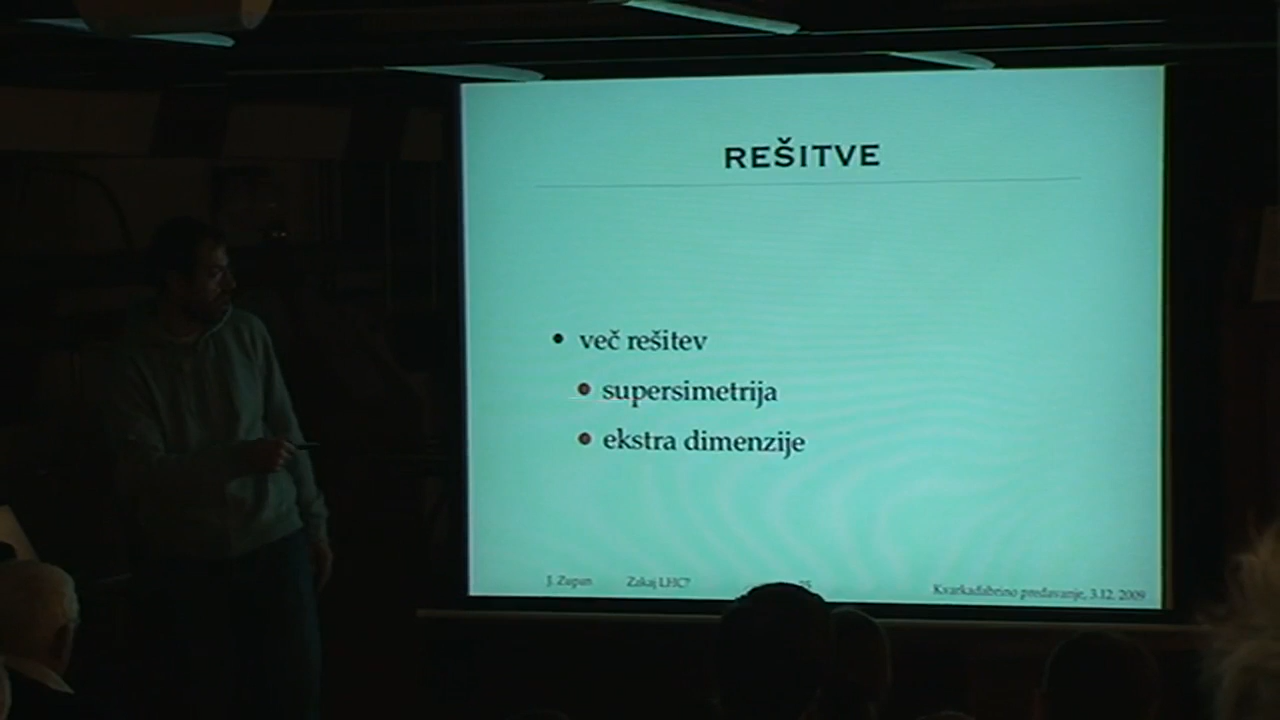 REŠITVE
• več rešitev
• supersimetrija
• ekstra dimenzije
J. Zupan Zakaj LHC? Kvarkadabrino predavanje, 3.12. 2009